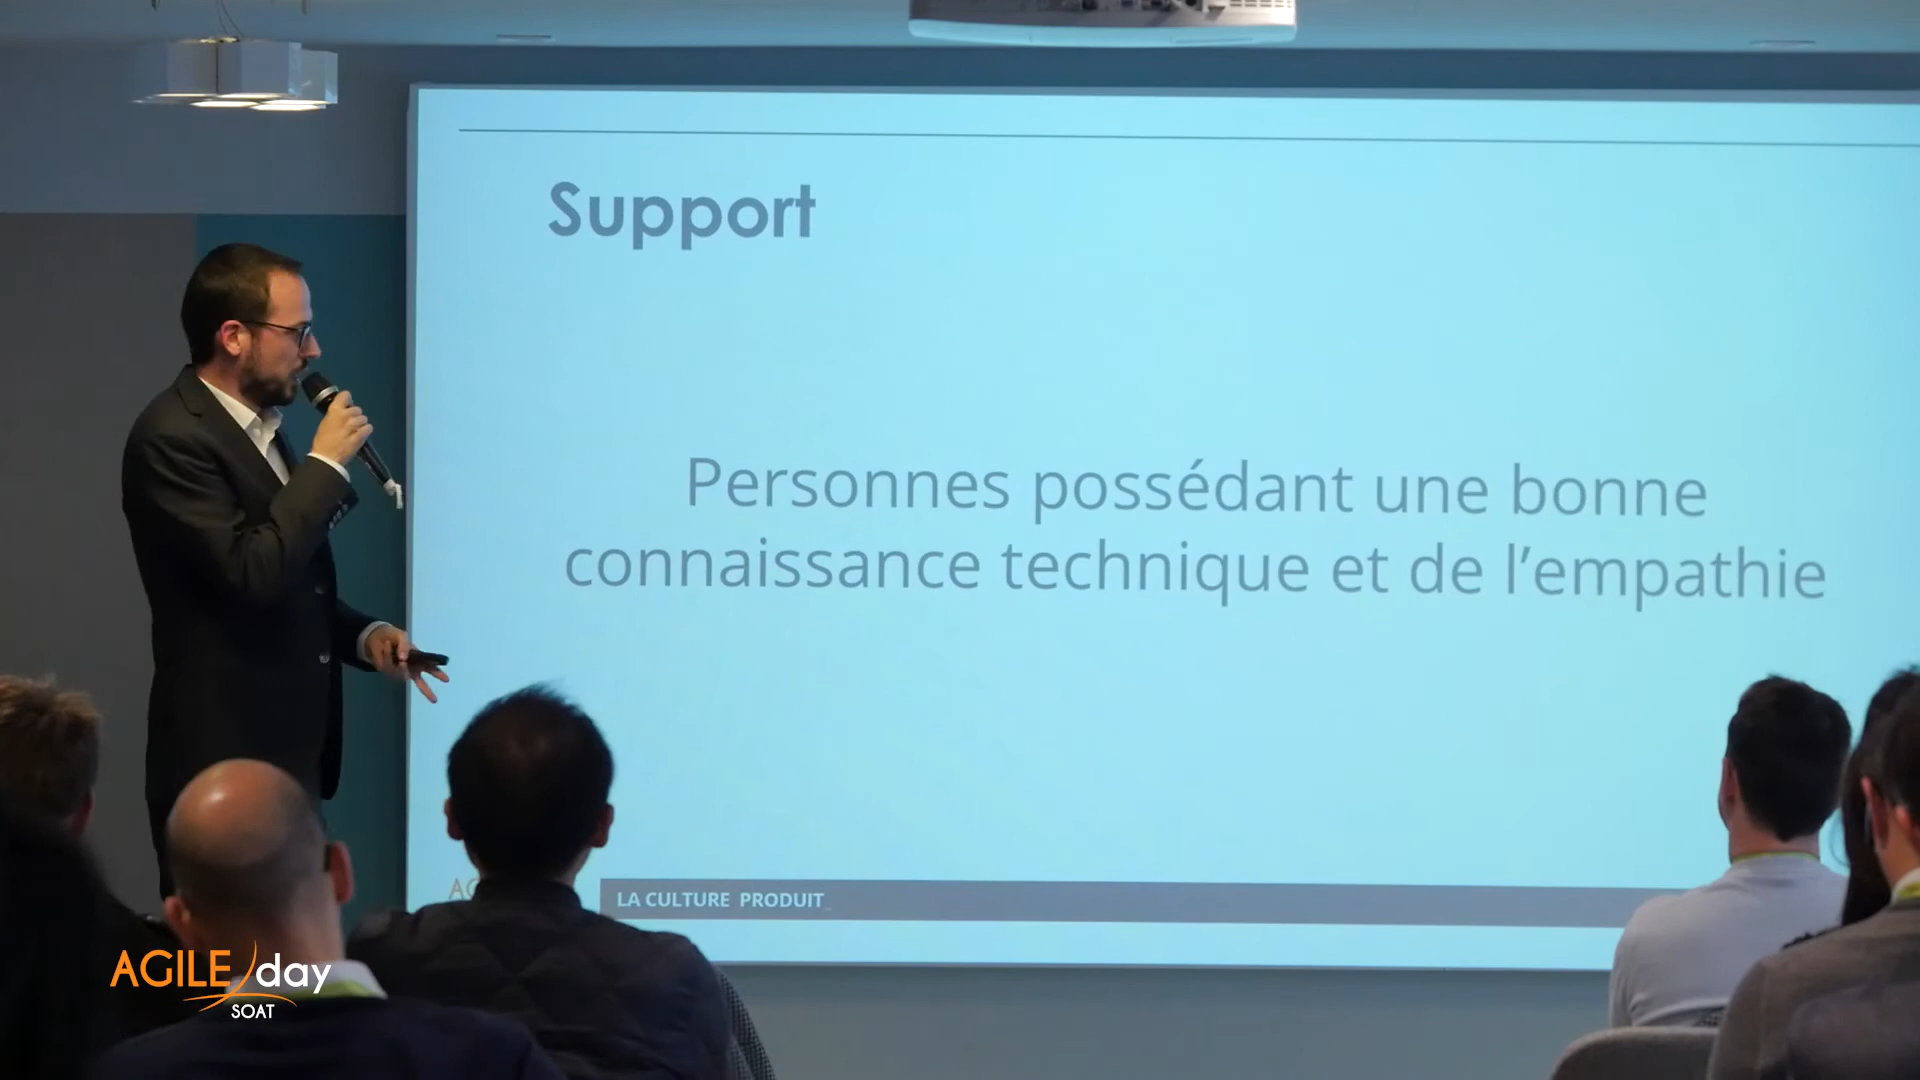 Support
Personnes possédant une bonne
connaissance technique et de l’empathie
LA CULTURE PRODUIT
AGILE day
SOAT